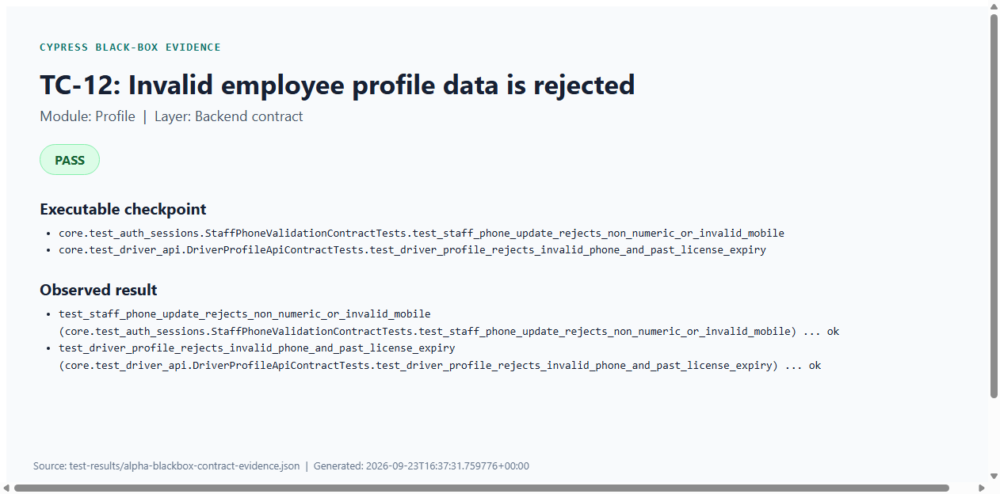 CYPRESS BLACK-BOX EVIDENCE
TC-12: Invalid employee profile data is rejected
Module: Profile | Layer: Backend contract
PASS
Executable checkpoint
• core.test_auth_sessions.StaffPhoneValidationContractTests.test_staff_phone_update_rejects_non_numeric_or_invalid_mobile
• core.test_driver_api.DriverProfileApiContractTests.test_driver_profile_rejects_invalid_phone_and_past_license_expiry
Observed result
• test_staff_phone_update_rejects_non_numeric_or_invalid_mobile
(core.test_auth_sessions.StaffPhoneValidationContractTests.test_staff_phone_update_rejects_non_numeric_or_invalid_mobile) ... ok
• test_driver_profile_rejects_invalid_phone_and_past_license_expiry
(core.test_driver_api.DriverProfileApiContractTests.test_driver_profile_rejects_invalid_phone_and_past_license_expiry) ... ok
Source: test-results/alpha-blackbox-contract-evidence.json | Generated: 2026-09-23T16:37:31.759776+00:00